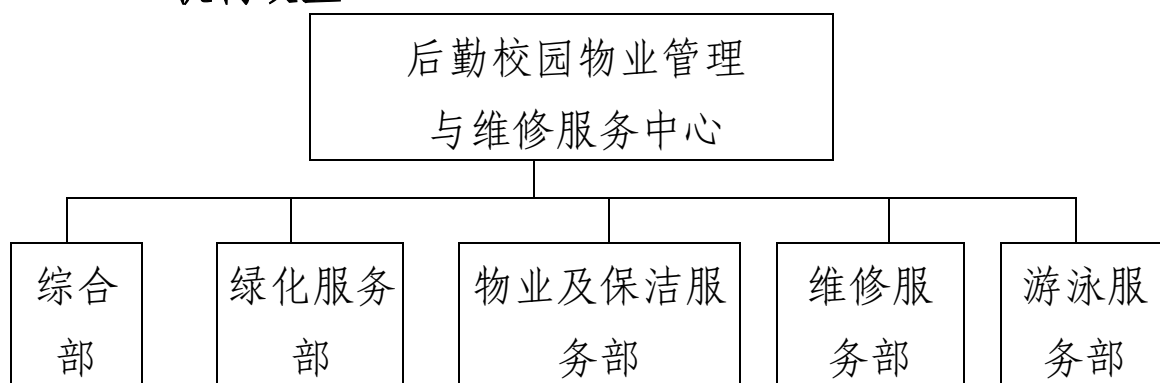 后勤校园物业管理
与维修服务中心
综合
部
绿化服务
部
物业及保洁服
务部
维修服
务部
游泳服
务部